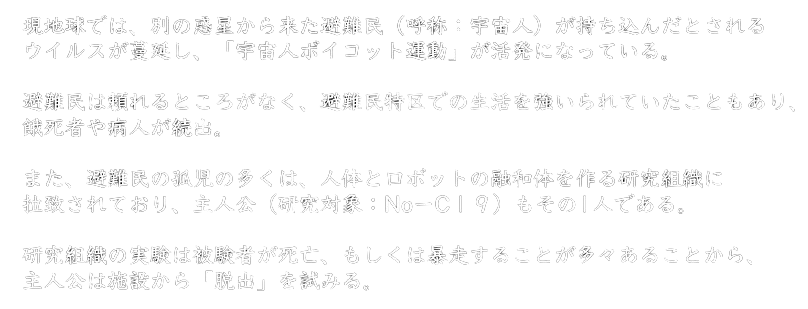 現地球では、別の惑星から来た避難民（呼称：宇宙人）が持ち込んだとされる
ウイルスが蔓延し、「宇宙人ボイコット運動」が活発になっている。
避難民は頼れるところがなく、避難民特区での生活を強いられていたこともあり、
餓死者や病人が続出。
また、避難民の孤児の多くは、人体とロボットの融和体を作る研究組織に
拉致されており、主人公（研究対象：No-C19）もその1人である。
研究組織の実験は被験者が死亡、もしくは暴走することが多々あることから、
主人公は施設から「脱出」を試みる。